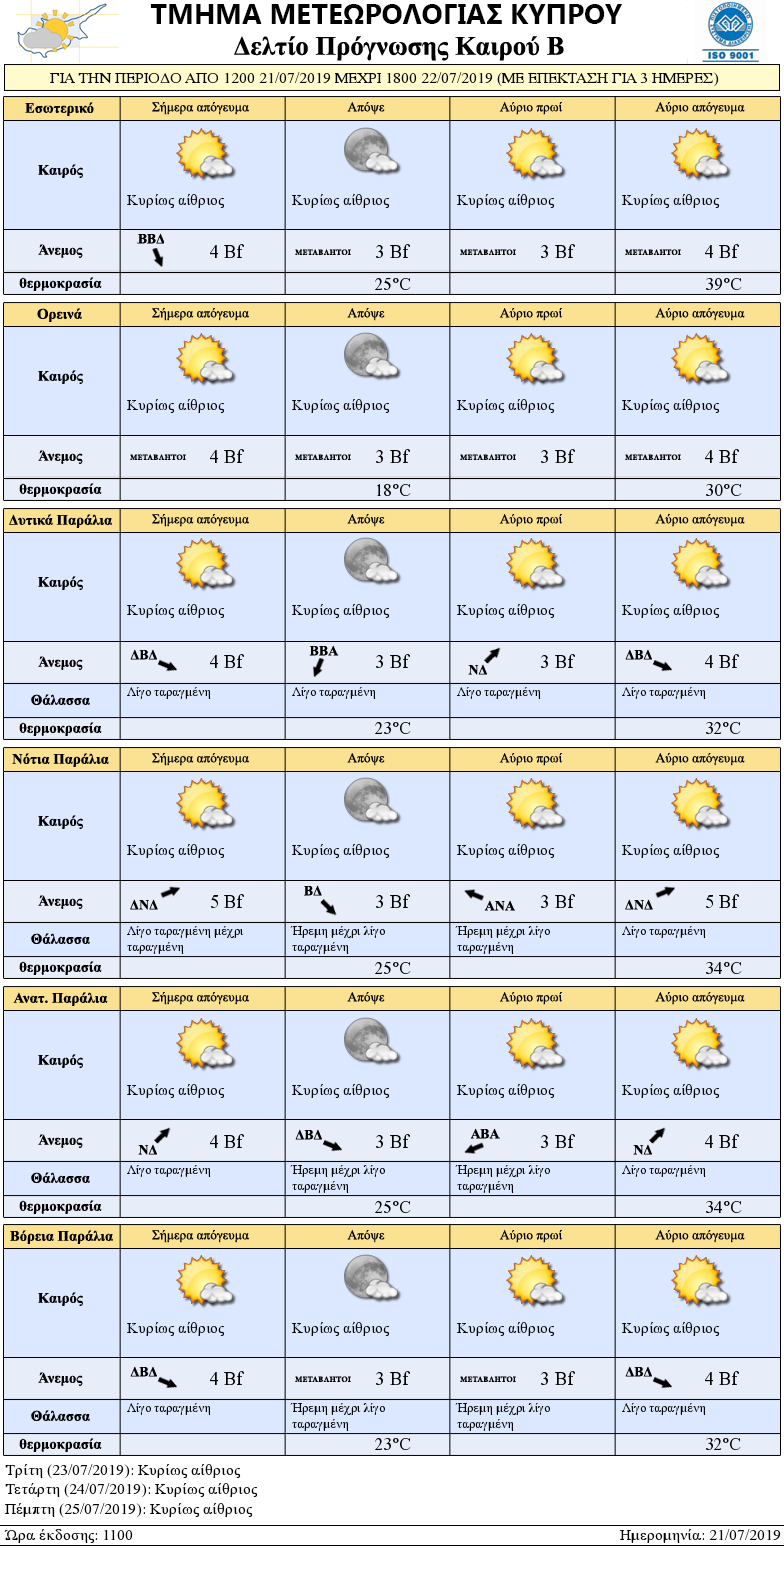 ΤΜΗΜΑ ΜΕΤΕΩΡΟΛΟΓΙΑΣ ΚΥΠΡΟΥ
Δελτίο Πρόγνωσης Καιρού Β
ISO 9001
ΓΙΑ ΤΗΝ ΠΕΡΙΟΔΟ ΑΠΟ 1200 21/07/2019 ΜΕΧΡΙ 1800 22/07/2019 (ΜΕ ΕΠΕΚΤΑΣΗ ΓΙΑ 3 ΗΜΕΡΕΣ)
Εσωτερικό Σήμερα απόγευμα Απόψε Αύριο πρωί Αύριο απόγευμα
Καιρός Κυρίως αίθριος Κυρίως αίθριος Κυρίως αίθριος Κυρίως αίθριος
Άνεμος ΒΒΔ 4 Bf ΜΕΤΑΒΛΗΤΟΙ 3 Bf ΜΕΤΑΒΛΗΤΟΙ 3 Bf ΜΕΤΑΒΛΗΤΟΙ 4 Bf
θερμοκρασία 25°C 39°C
Ορεινά Σήμερα απόγευμα Απόψε Αύριο πρωί Αύριο απόγευμα
Καιρός Κυρίως αίθριος Κυρίως αίθριος Κυρίως αίθριος Κυρίως αίθριος
Άνεμος ΜΕΤΑΒΛΗΤΟΙ 4 Bf ΜΕΤΑΒΛΗΤΟΙ 3 Bf ΜΕΤΑΒΛΗΤΟΙ 3 Bf ΜΕΤΑΒΛΗΤΟΙ 4 Bf
θερμοκρασία 18°C 30°C
Δυτικά Παράλια Σήμερα απόγευμα Απόψε Αύριο πρωί Αύριο απόγευμα
Καιρός Κυρίως αίθριος Κυρίως αίθριος Κυρίως αίθριος Κυρίως αίθριος
Άνεμος ΔΒΔ 4 Bf ΒΒΑ 3 Bf ΝΔ 3 Bf ΔΒΔ 4 Bf
Θάλασσα Λίγο ταραγμένη Λίγο ταραγμένη Λίγο ταραγμένη Λίγο ταραγμένη
θερμοκρασία 23°C 32°C
Νότια Παράλια Σήμερα απόγευμα Απόψε Αύριο πρωί Αύριο απόγευμα
Καιρός Κυρίως αίθριος Κυρίως αίθριος Κυρίως αίθριος Κυρίως αίθριος
Άνεμος ΔΝΔ 5 Bf ΒΔ 3 Bf ΑΝΑ 3 Bf ΔΝΔ 5 Bf
Θάλασσα Λίγο ταραγμένη μέχρι ταραγμένη Ήρεμη μέχρι λίγο ταραγμένη Ήρεμη μέχρι λίγο ταραγμένη Λίγο ταραγμένη
θερμοκρασία 25°C 34°C
Ανατ. Παράλια Σήμερα απόγευμα Απόψε Αύριο πρωί Αύριο απόγευμα
Καιρός Κυρίως αίθριος Κυρίως αίθριος Κυρίως αίθριος Κυρίως αίθριος
Άνεμος ΝΔ 4 Bf ΔΒΔ 3 Bf ΑΒΑ 3 Bf ΝΔ 4 Bf
Θάλασσα Λίγο ταραγμένη Ήρεμη μέχρι λίγο ταραγμένη Ήρεμη μέχρι λίγο ταραγμένη Λίγο ταραγμένη
θερμοκρασία 25°C 34°C
Βόρεια Παράλια Σήμερα απόγευμα Απόψε Αύριο πρωί Αύριο απόγευμα
Καιρός Κυρίως αίθριος Κυρίως αίθριος Κυρίως αίθριος Κυρίως αίθριος
Άνεμος ΔΒΔ 4 Bf ΜΕΤΑΒΛΗΤΟΙ 3 Bf ΜΕΤΑΒΛΗΤΟΙ 3 Bf ΔΒΔ 4 Bf
Θάλασσα Λίγο ταραγμένη Ήρεμη μέχρι λίγο ταραγμένη Ήρεμη μέχρι λίγο ταραγμένη Λίγο ταραγμένη
θερμοκρασία 23°C 32°C
Τρίτη (23/07/2019): Κυρίως αίθριος
Τετάρτη (24/07/2019): Κυρίως αίθριος
Πέμπτη (25/07/2019): Κυρίως αίθριος
Ώρα έκδοσης: 1100 Ημερομηνία: 21/07/2019